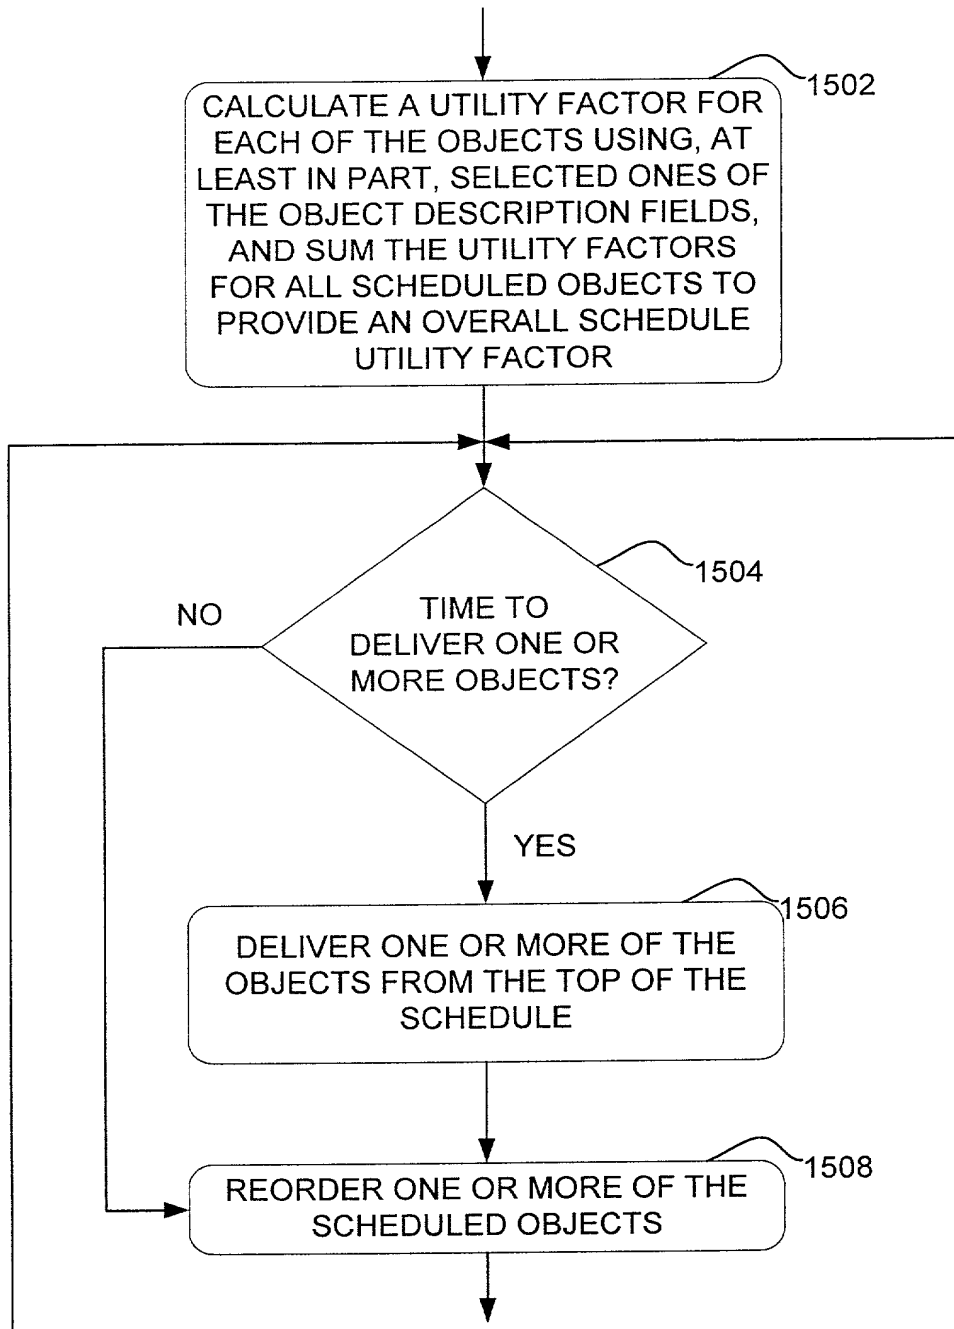 1502
CALCULATE A UTILITY FACTOR FOR
EACH OF THE OBJECTS USING, AT
LEAST IN PART, SELECTED ONES OF
THE OBJECT DESCRIPTION FIELDS,
AND SUM THE UTILITY FACTORS
FOR ALL SCHEDULED OBJECTS TO
PROVIDE AN OVERALL SCHEDULE
UTILITY FACTOR
1504
NO
TIME TO
DELIVER ONE OR
MORE OBJECTS?
YES
1506
DELIVER ONE OR MORE OF THE
OBJECTS FROM THE TOP OF THE
SCHEDULE
1508
REORDER ONE OR MORE OF THE
SCHEDULED OBJECTS